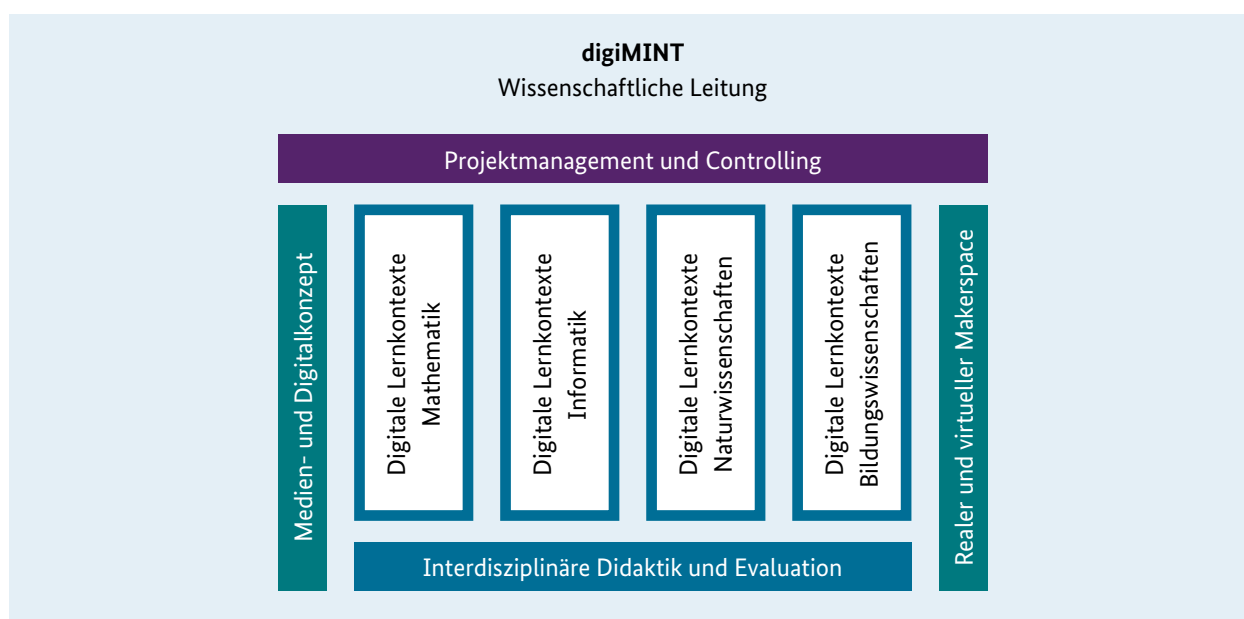 digiMINT
Wissenschaftliche Leitung
Projektmanagement und Controlling
Medien- und Digitalkonzept
Digitale Lernkontexte
Mathematik
Digitale Lernkontexte
Informatik
Digitale Lernkontexte
Naturwissenschaften
Digitale Lernkontexte
Bildungswissenschaften
Realer und virtueller Makerspace
Interdisziplinäre Didaktik und Evaluation